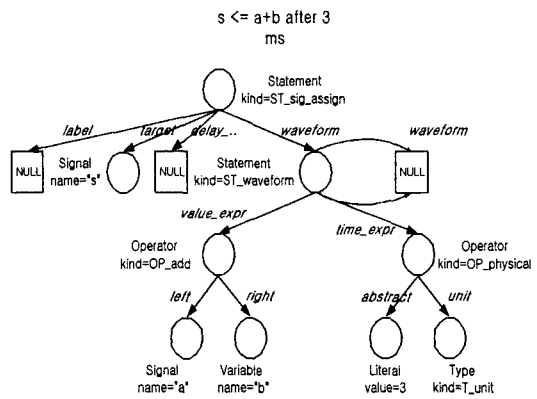 s <= a+b after 3
ms
Statement
kind=ST_sig_assign
label
target
delay_..
waveform
waveform
NULL
Signal
name="s"
NULL
Statement
kind=ST_waveform
NULL
value_expr
time_expr
Operator
kind=OP_add
Operator
kind=OP_physical
left
right
abstract
unit
Signal
name="a"
Variable
name="b"
Literal
value=3
Type
kind=T_unit